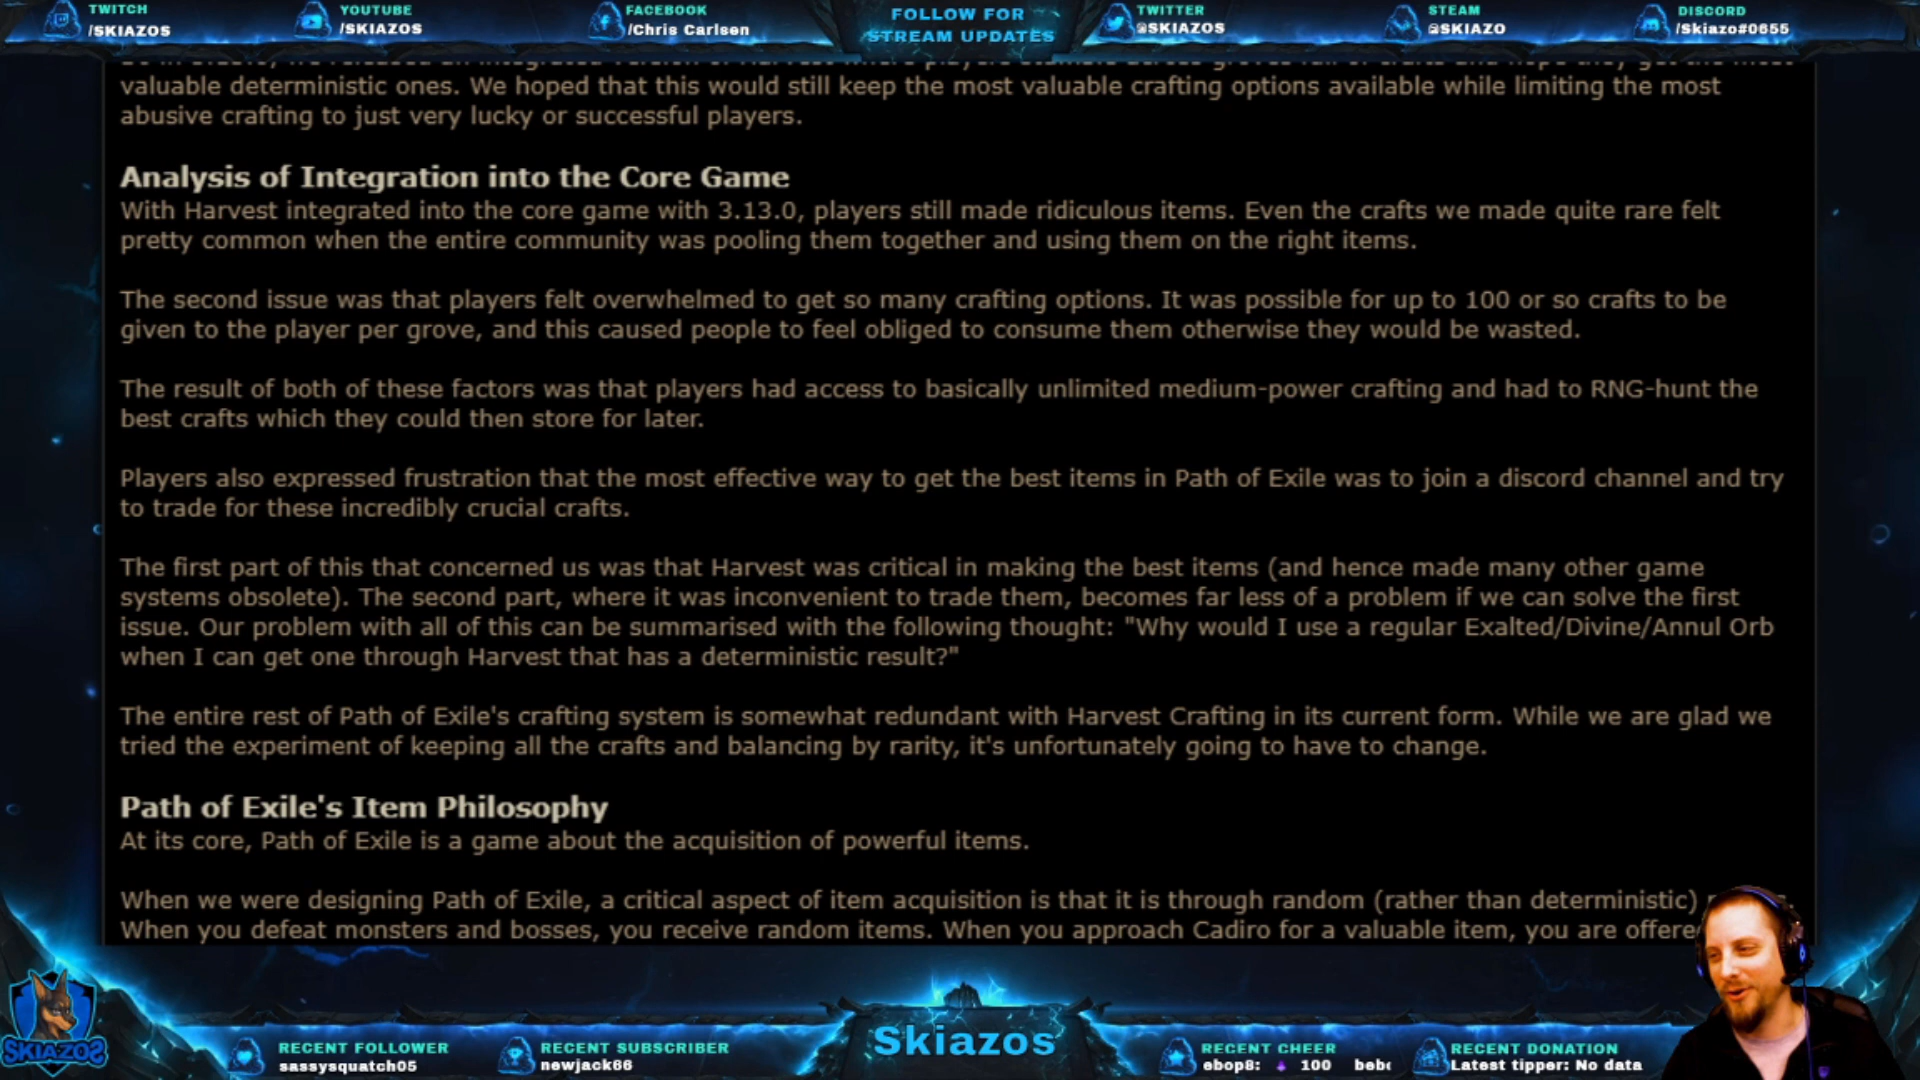 TWITCH
/SKIAZOS
YOUTUBE
/SKIAZOS
FACEBOOK
/Chris Carlsen
FOLLOW FOR
STREAM UPDATES
TWITTER
@SKIAZOS
STEAM
@SKIAZO
DISCORD
/Skiazo#0655
valuable deterministic ones. We hoped that this would still keep the most valuable crafting options available while limiting the most
abusive crafting to just very lucky or successful players.
Analysis of Integration into the Core Game
With Harvest integrated into the core game with 3.13.0, players still made ridiculous items. Even the crafts we made quite rare felt
pretty common when the entire community was pooling them together and using them on the right items.
The second issue was that players felt overwhelmed to get so many crafting options. It was possible for up to 100 or so crafts to be
given to the player per grove, and this caused people to feel obliged to consume them otherwise they would be wasted.
The result of both of these factors was that players had access to basically unlimited medium-power crafting and had to RNG-hunt the
best crafts which they could then store for later.
Players also expressed frustration that the most effective way to get the best items in Path of Exile was to join a discord channel and try
to trade for these incredibly crucial crafts.
The first part of this that concerned us was that Harvest was critical in making the best items (and hence made many other game
systems obsolete). The second part, where it was inconvenient to trade them, becomes far less of a problem if we can solve the first
issue. Our problem with all of this can be summarised with the following thought: "Why would I use a regular Exalted/Divine/Annul Orb
when I can get one through Harvest that has a deterministic result?"
The entire rest of Path of Exile's crafting system is somewhat redundant with Harvest Crafting in its current form. While we are glad we
tried the experiment of keeping all the crafts and balancing by rarity, it's unfortunately going to have to change.
Path of Exile's Item Philosophy
At its core, Path of Exile is a game about the acquisition of powerful items.
When we were designing Path of Exile, a critical aspect of item acquisition is that it is through random (rather than deterministic)
When you defeat monsters and bosses, you receive random items. When you approach Cadiro for a valuable item, you are offere
SKIAZOS
RECENT FOLLOWER
sassysquatch05
RECENT SUBSCRIBER
newjack66
Skiazos
RECENT CHEER
ebop8: 100 beb
RECENT DONATION
Latest tipper: No data